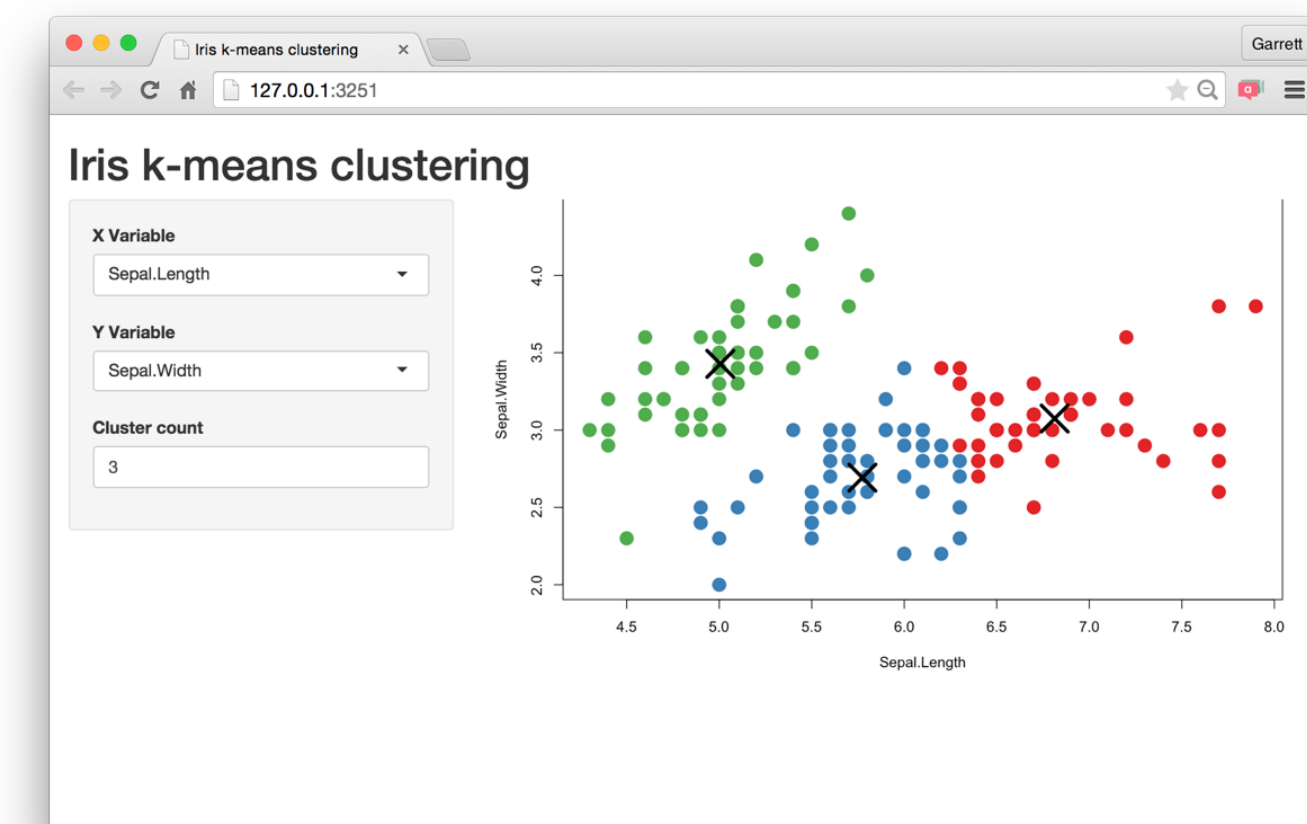 Iris k-means clustering
Garrett
127.0.0.1:3251
a
Iris k-means clustering
X Variable
Sepal.Length
Y Variable
Sepal.Width
Cluster count
3
Sepal.Width
4.0
3.5
3.0
2.5
2.0
4.5 5.0 5.5 6.0 6.5 7.0 7.5 8.0
Sepal.Length